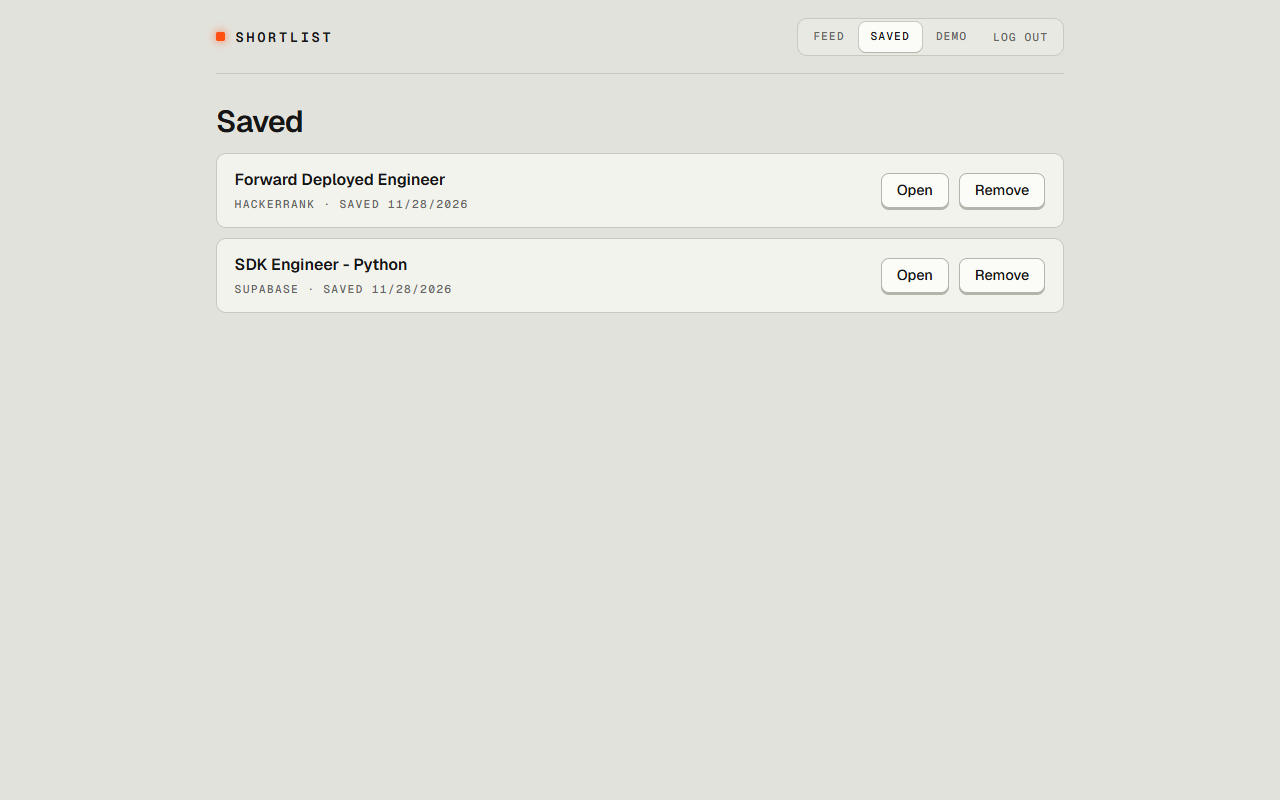 SHORTLIST
FEED SAVED DEMO LOG OUT
Saved
Forward Deployed Engineer
HACKERRANK · SAVED 11/28/2026
Open Remove
SDK Engineer - Python
SUPABASE · SAVED 11/28/2026
Open Remove